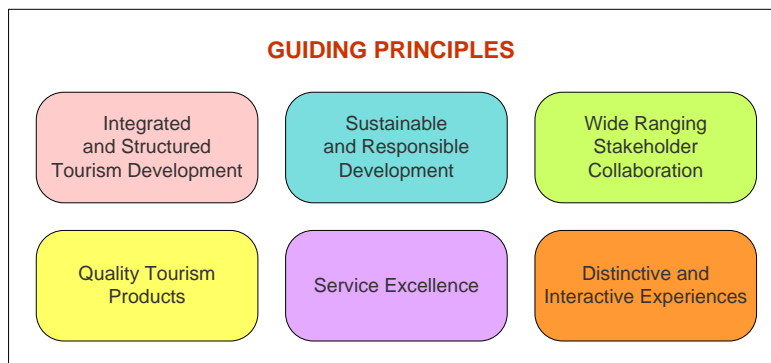 GUIDING PRINCIPLES
Integrated
and Structured
Tourism Development
Sustainable
and Responsible
Development
Wide Ranging
Stakeholder
Collaboration
Quality Tourism
Products
Service Excellence
Distinctive and
Interactive Experiences